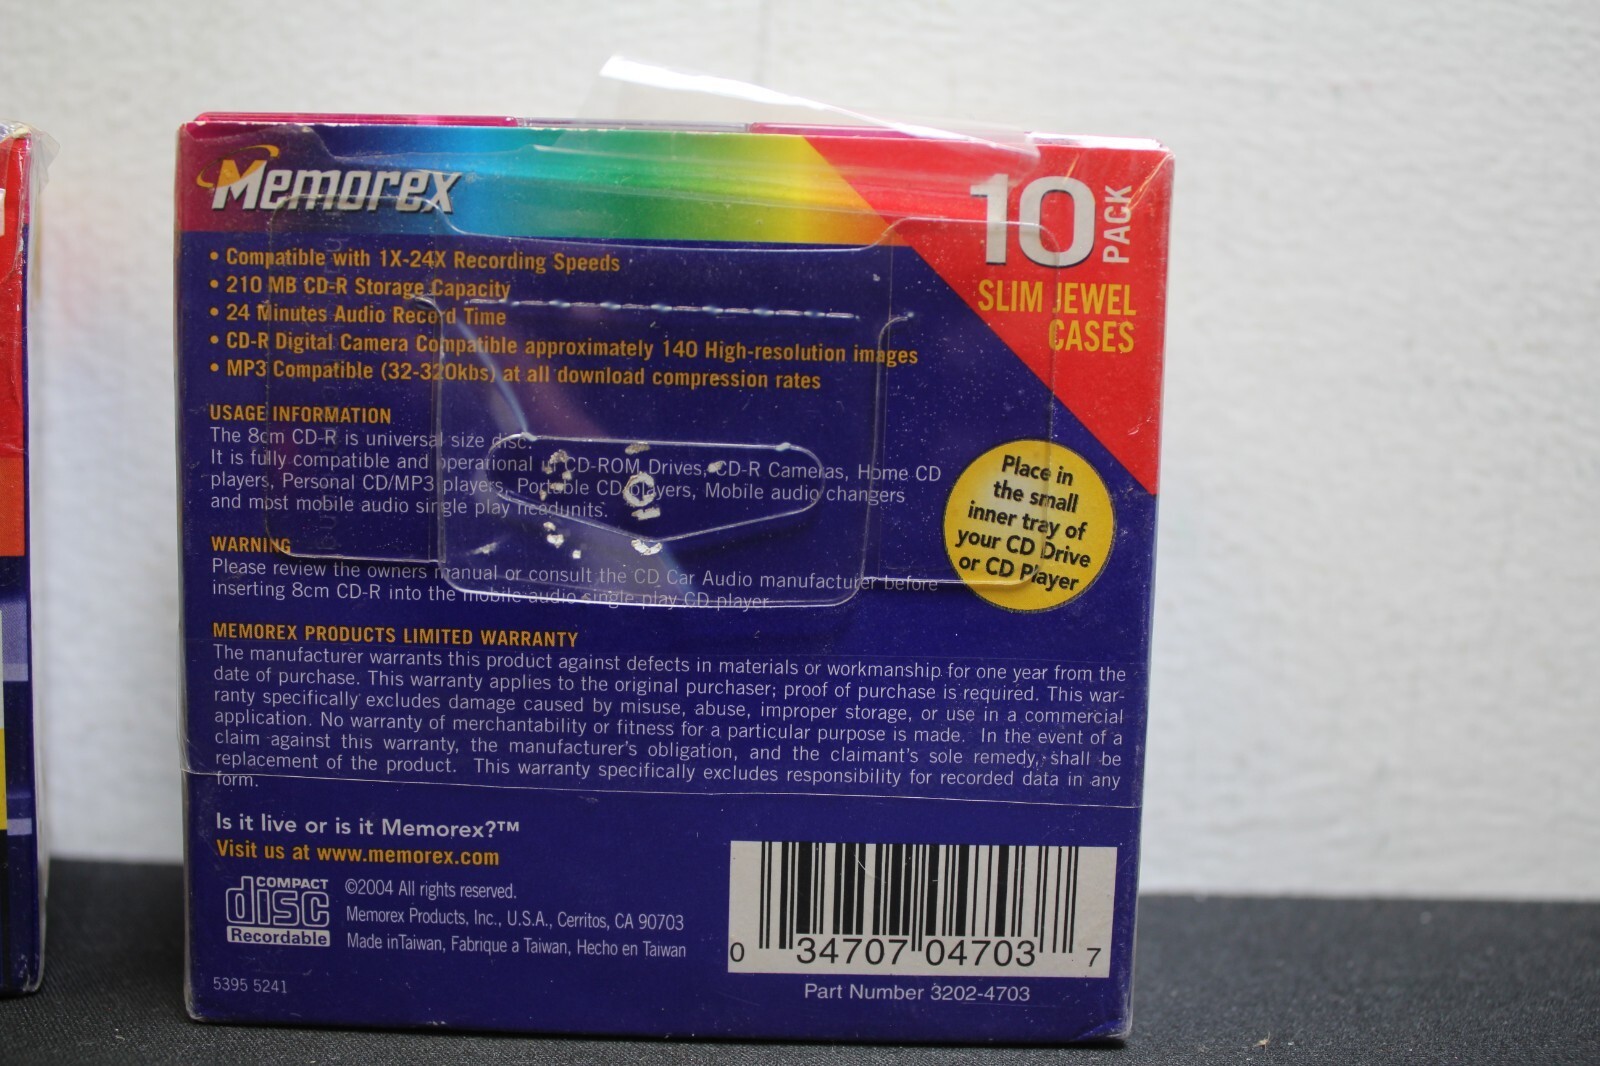 Memorex
10 PACK
SLIM JEWEL
CASES
• Compatible with 1X-24X Recording Speeds
• 210 MB CD-R Storage Capacity
• 24 Minutes Audio Record Time
• CD-R Digital Camera Compatible approximately 140 High-resolution images
• MP3 Compatible (32-320kbs) at all download compression rates
USAGE INFORMATION
The 8cm CD-R is universal size disc.
It is fully compatible and operational in CD-ROM Drives, CD-R Cameras, Home CD
players, Personal CD/MP3 players, Portable CD players, Mobile audio changers
and most mobile audio single play headunits.
Place in
the small
inner tray of
your CD Drive
or CD Player
WARNING
Please review the owners manual or consult the CD Car Audio manufacturer before
inserting 8cm CD-R into the mobile audio single play CD player.
MEMOREX PRODUCTS LIMITED WARRANTY
The manufacturer warrants this product against defects in materials or workmanship for one year from the
date of purchase. This warranty applies to the original purchaser; proof of purchase is required. This war-
ranty specifically excludes damage caused by misuse, abuse, improper storage, or use in a commercial
application. No warranty of merchantability or fitness for a particular purpose is made. In the event of a
claim against this warranty, the manufacturer's obligation, and the claimant's sole remedy, shall be
replacement of the product. This warranty specifically excludes responsibility for recorded data in any
form.
Is it live or is it Memorex?™
Visit us at www.memorex.com
COMPACT
disc
Recordable
©2004 All rights reserved.
Memorex Products, Inc., U.S.A., Cerritos, CA 90703
Made in Taiwan, Fabrique a Taiwan, Hecho en Taiwan
5395 5241
0 34707 04703 7
Part Number 3202-4703